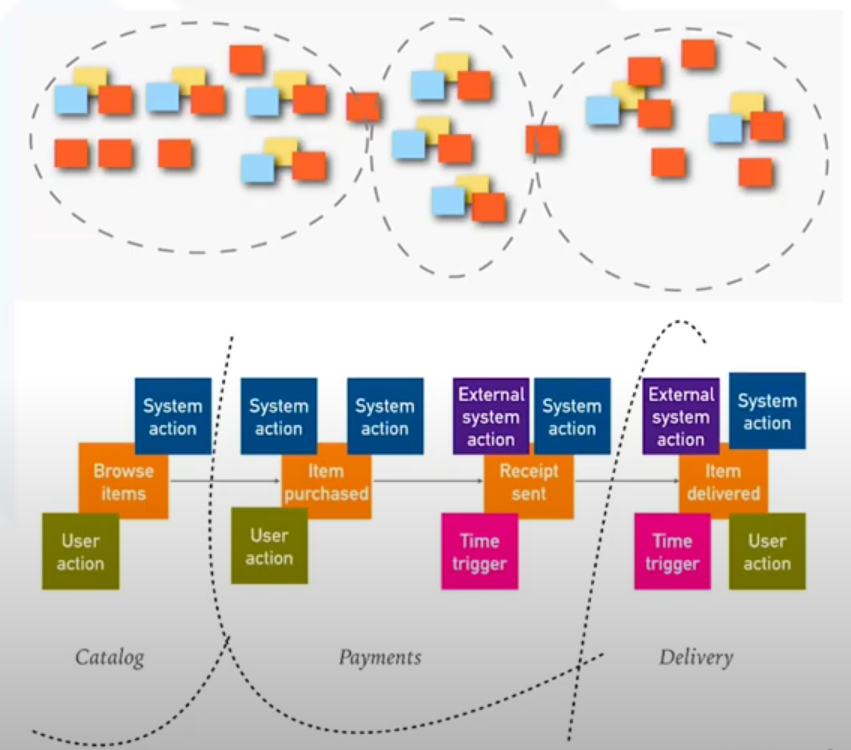 System
action
System
action
System
action
External
system
action
System
action
External
system
action
System
action
Browse
items
Item
purchased
Receipt
sent
Item
delivered
User
action
User
action
Time
trigger
Time
trigger
User
action
Catalog
Payments
Delivery